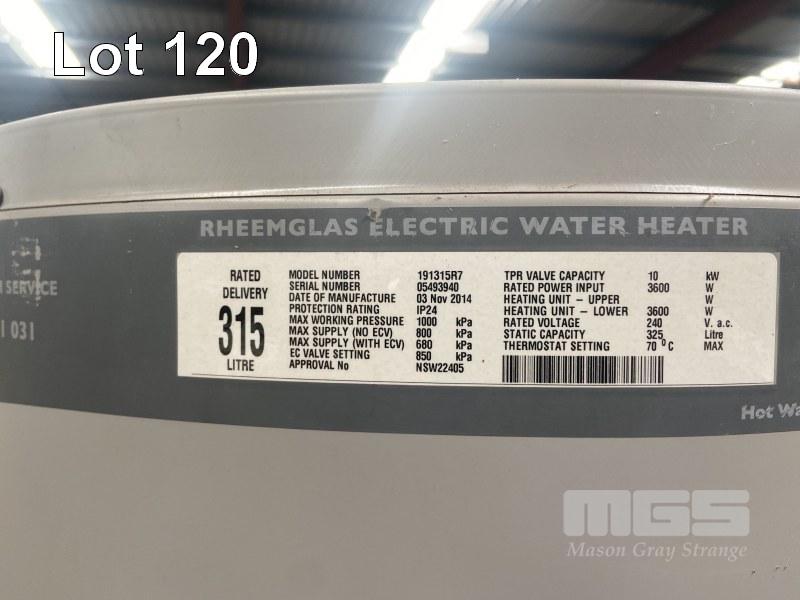 Lot 120
RHEEMGLAS ELECTRIC WATER HEATER
SERVICE
1 031
RATED
DELIVERY
315
LITRE
MODEL NUMBER 191315R7
SERIAL NUMBER 05493940
DATE OF MANUFACTURE 03 Nov 2014
PROTECTION RATING IP24
MAX WORKING PRESSURE 1000 kPa
MAX SUPPLY (NO ECV) 800 kPa
MAX SUPPLY (WITH ECV) 680 kPa
EC VALVE SETTING 850 kPa
APPROVAL No NSW22405
TPR VALVE CAPACITY 10 kW
RATED POWER INPUT 3600 W
HEATING UNIT - UPPER W
HEATING UNIT - LOWER 3600 W
RATED VOLTAGE 240 V. a.c.
STATIC CAPACITY 325 Litre
THERMOSTAT SETTING 70 °C MAX
Hot Wa
MGS
Mason Gray Strange